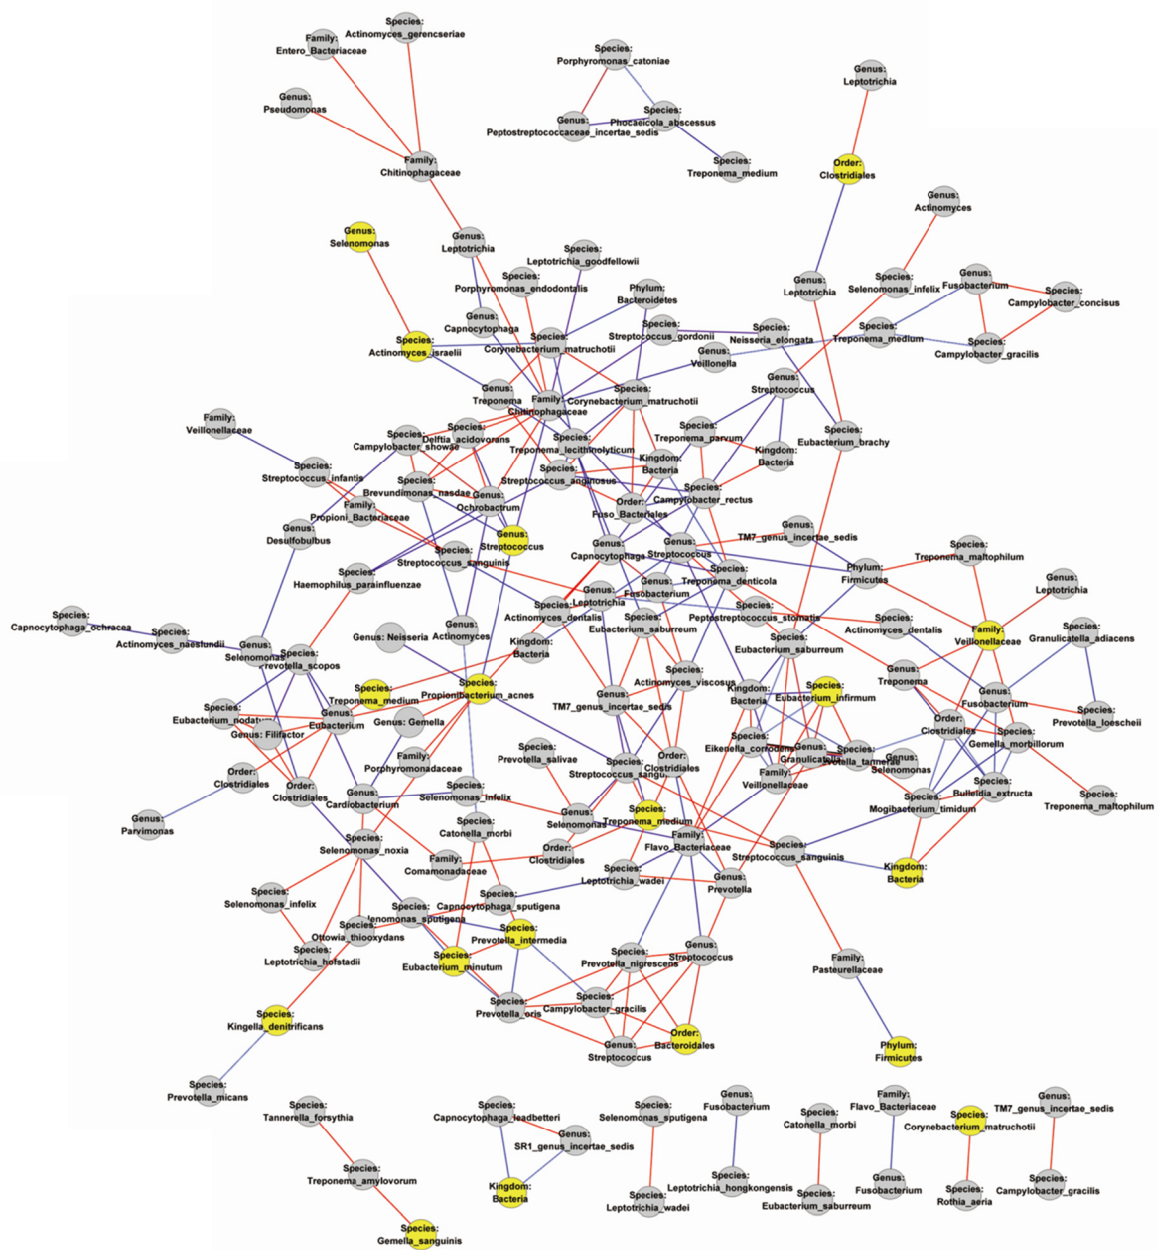 Species:
Actinomyces_gerencseriae
Family:
Entero_Bacteriaceae
Species:
Porphyromonas_catoniae
Genus:
Leptotrichia
Genus:
Pseudomonas
Genus:
Peptostreptococcaceae_incertae_sedis
Species:
Phocaeicola_abscessus
Family:
Chitinophagaceae
Species:
Treponema_medium
Order:
Clostridiales
Genus:
Actinomyces
Genus:
Selenomonas
Genus:
Leptotrichia
Species:
Leptotrichia_goodfellowii
Species:
Porphyromonas_endodontalis
Phylum:
Bacteroidetes
Genus:
Leptotrichia
Species:
Selenomonas_infelix
Genus:
Fusobacterium
Species:
Campylobacter_concisus
Genus:
Capnocytophaga
Species:
Actinomyces_israelii
Species:
Corynebacterium_matruchotii
Species:
Streptococcus_gordonii
Species:
Neisseria_elongata
Species:
Treponema_medium
Species:
Campylobacter_gracilis
Genus:
Veillonella
Genus:
Treponema
Family:
Chitinophagaceae
Species:
Corynebacterium_matruchotii
Genus:
Streptococcus
Family:
Veillonellaceae
Species:
Campylobacter_showae
Species:
Delftia_acidovorans
Species:
Treponema_lecithinolyticum
Species:
Treponema_parvum
Kingdom:
Bacteria
Species:
Eubacterium_brachy
Species:
Streptococcus_infantis
Species:
Brevundimonas_nasdae
Species:
Streptococcus_anginosus
Kingdom:
Bacteria
Species:
Campylobacter_rectus
Family:
Propioni_Bacteriaceae
Genus:
Ochrobactrum
Order:
Fuso_Bacteriales
Genus:
Desulfobulbus
Genus:
Streptococcus
Species:
Streptococcus_sanguinis
Genus:
Capnocytophaga
Genus:
Streptococcus
Genus:
TM7_genus_incertae_sedis
Species:
Treponema_maltophilum
Species:
Haemophilus_parainfluenzae
Genus:
Leptotrichia
Genus:
Fusobacterium
Species:
Treponema_denticola
Phylum:
Firmicutes
Genus:
Leptotrichia
Species:
Capnocytophaga_ochracea
Species:
Actinomyces_naeslundii
Genus:
Selenomonas
Species:
Prevotella_scopos
Genus: Neisseria
Genus:
Actinomyces
Species:
Actinomyces_dentalis
Kingdom:
Bacteria
Species:
Eubacterium_saburreum
Species:
Peptostreptococcus_stomatis
Species:
Eubacterium_saburreum
Species:
Actinomyces_dentalis
Family:
Veillonellaceae
Species:
Granulicatella_adiacens
Species:
Treponema_medium
Species:
Propionibacterium_acnes
Species:
Actinomyces_viscosus
Genus:
TM7_genus_incertae_sedis
Kingdom:
Bacteria
Species:
Eubacterium_infirmum
Genus:
Treponema
Genus:
Fusobacterium
Species:
Prevotella_loescheii
Species:
Eubacterium_nodatum
Genus: Filifactor
Genus:
Eubacterium
Genus: Gemella
Family:
Porphyromonadaceae
Species:
Prevotella_salivae
Species:
Streptococcus_sangu
Order:
Clostridiales
Species:
Eikenella_corrodens
Genus:
Granulicatella
Family:
Veillonellaceae
Genus:
Selenomonas
Order:
Clostridiales
Species:
Gemella_morbillorum
Species:
Bulleidia_extructa
Species:
Mogibacterium_timidum
Species:
Treponema_maltophilum
Order:
Clostridiales
Order:
Clostridiales
Genus:
Parvimonas
Genus:
Cardiobacterium
Species:
Selenomonas_infelix
Species:
Catonella_morbi
Genus:
Selenomonas
Species:
Treponema_medium
Family:
Flavo_Bacteriaceae
Species:
Streptococcus_sanguinis
Kingdom:
Bacteria
Species:
Selenomonas_noxia
Family:
Comamonadaceae
Order:
Clostridiales
Species:
Leptotrichia_wadei
Genus:
Prevotella
Species:
Selenomonas_infelix
Species:
Capnocytophaga_sputigena
Species:
Ottowia_thiooxydans
Species:
Leptotrichia_hofstadii
Species:
Prevotella_intermedia
Species:
Eubacterium_minutum
Species:
Prevotella_nigrescens
Genus:
Streptococcus
Family:
Pasteurellaceae
Species:
Kingella_denitrificans
Species:
Prevotella_oris
Species:
Campylobacter_gracilis
Genus:
Streptococcus
Order:
Bacteroidales
Phylum:
Firmicutes
Species:
Prevotella_micans
Species:
Tannerella_forsythia
Species:
Capnocytophaga_leadbetteri
Genus:
SR1_genus_incertae_sedis
Species:
Selenomonas_sputigena
Genus:
Fusobacterium
Species:
Catonella_morbi
Family:
Flavo_Bacteriaceae
Species:
Corynebacterium_matruchotii
Genus:
TM7_genus_incertae_sedis
Species:
Treponema_amylovorum
Kingdom:
Bacteria
Species:
Leptotrichia_wadei
Species:
Leptotrichia_hongkongensis
Species:
Eubacterium_saburreum
Genus:
Fusobacterium
Species:
Rothia_aeria
Species:
Campylobacter_gracilis
Species:
Gemella_sanguinis